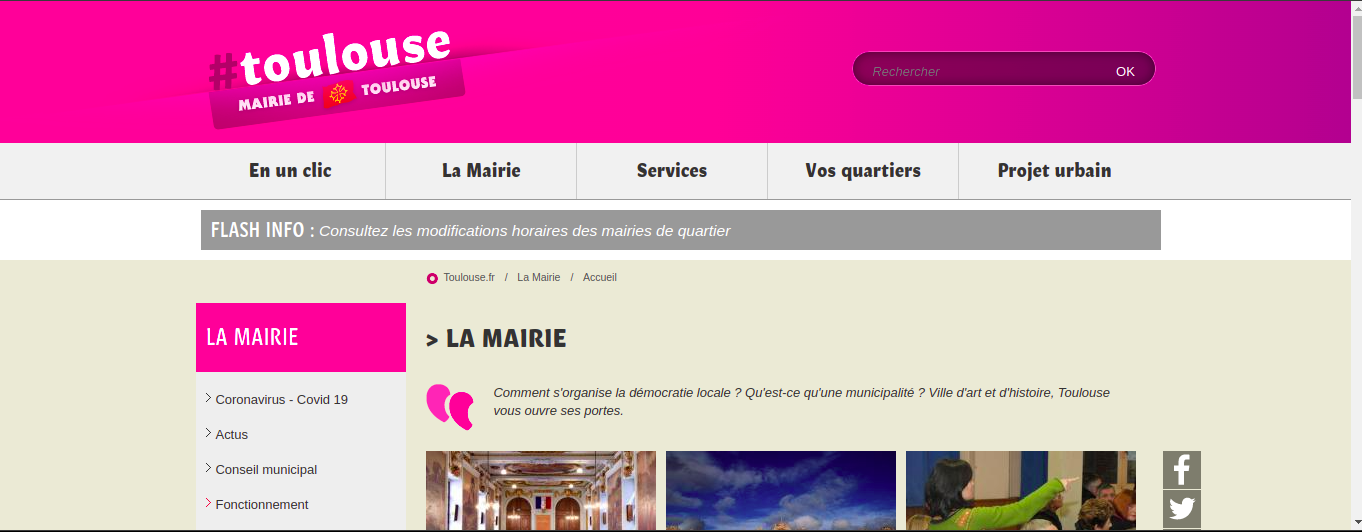 #toulouse
MAIRIE DE TOULOUSE
Rechercher OK
En un clic La Mairie Services Vos quartiers Projet urbain
FLASH INFO : Consultez les modifications horaires des mairies de quartier
Toulouse.fr / La Mairie / Accueil
LA MAIRIE
Coronavirus - Covid 19
Actus
Conseil municipal
Fonctionnement
> LA MAIRIE
Comment s'organise la démocratie locale ? Qu'est-ce qu'une municipalité ? Ville d'art et d'histoire, Toulouse
vous ouvre ses portes.